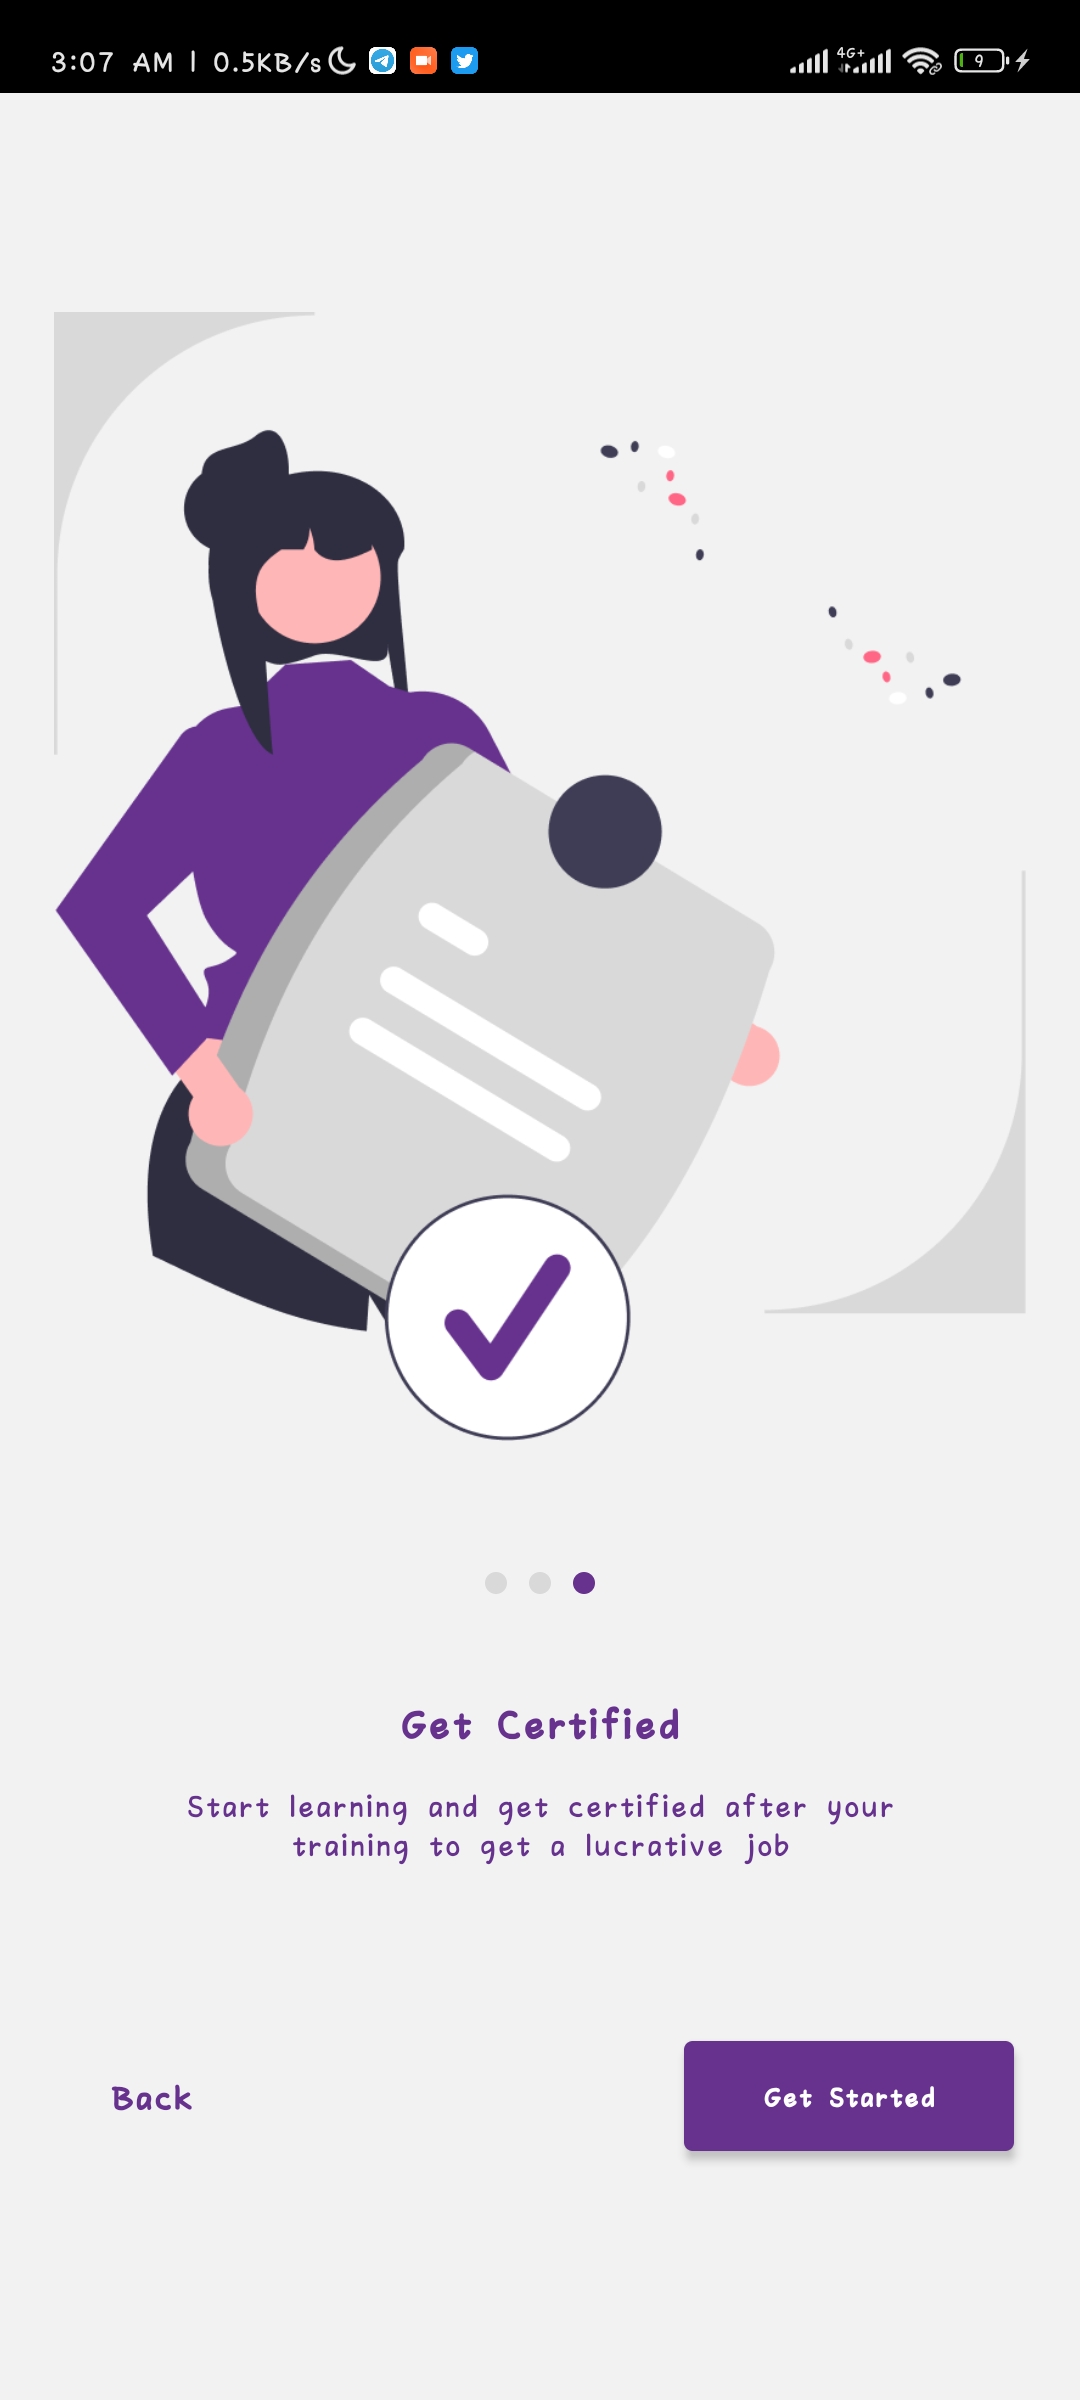 3:07 AM | 0.5KB/s 4G+ 9
Get Certified
Start learning and get certified after your
training to get a lucrative job
Back
Get Started